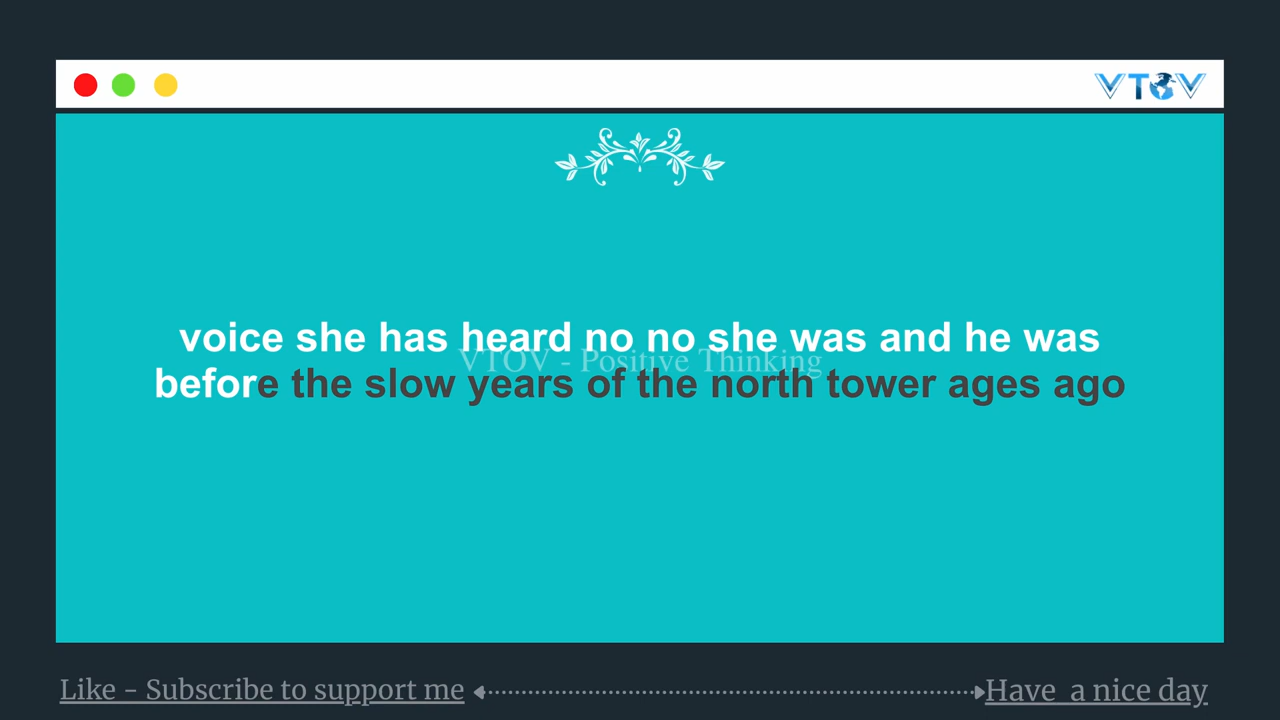 VTOV
voice she has heard no no she was and he was
VTOV - Positive Thinking
before the slow years of the north tower ages ago
Like - Subscribe to support me
Have a nice day